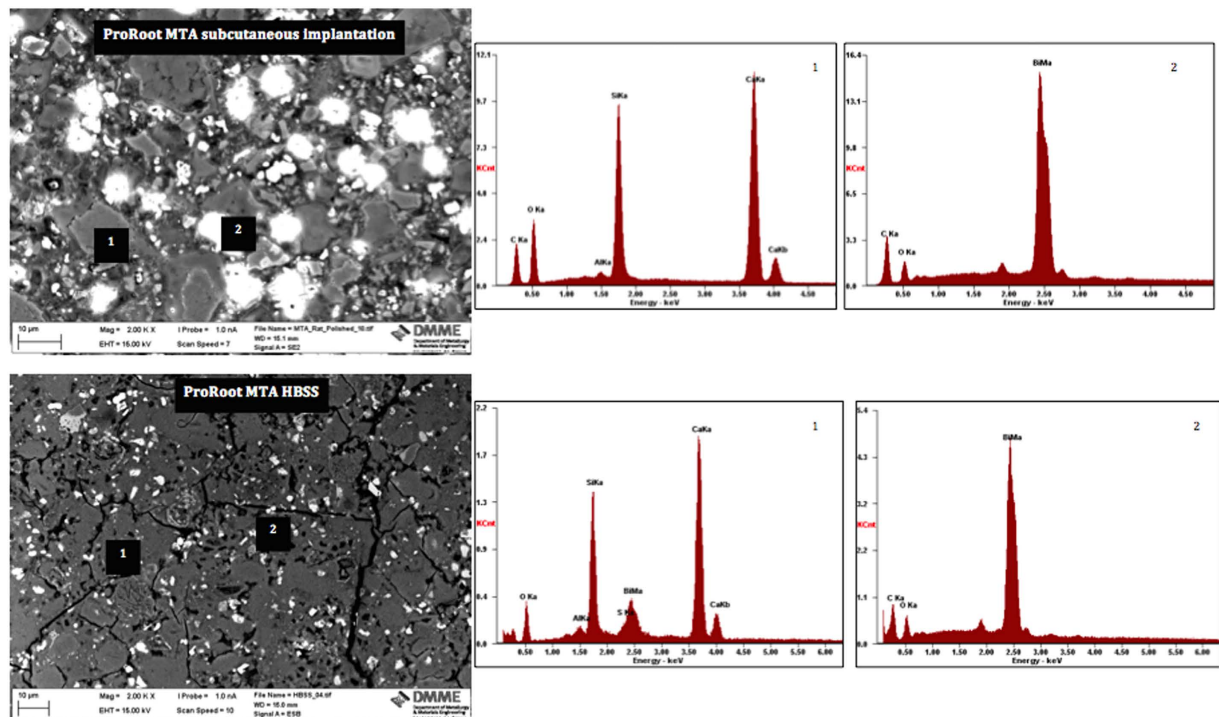 ProRoot MTA subcutaneous implantation
1
2
10 µm
Mag = 2.00 K X
I Probe = 1.0 nA
File Name = MTA_Rat_Polished_10.tif
WD = 15.1 mm
EHT = 15.00 kV
Scan Speed = 7
Signal A = SE2
DMME
Department of Metallurgy
& Materials Engineering
12.1
9.7
7.3
KCnt
4.8
2.4
0.0
C Ka
O Ka
AlKa
SiKa
CaKa
CaKb
1
0.50 1.00 1.50 2.00 2.50 3.00 3.50 4.00 4.50
Energy - keV
16.4
13.1
9.8
KCnt
6.5
3.3
0.0
C Ka
O Ka
BiMa
2
0.50 1.00 1.50 2.00 2.50 3.00 3.50 4.00 4.50
Energy - keV
ProRoot MTA HBSS
1
2
10 µm
Mag = 2.00 K X
I Probe = 1.0 nA
File Name = HBSS_04.tif
WD = 15.0 mm
EHT = 15.00 kV
Scan Speed = 10
Signal A = ESB
DMME
Department of Metallurgy
& Materials Engineering
2.2
1.7
1.3
KCnt
0.9
0.4
0.0
O Ka
AlKa
SiKa
S Ka
BiMa
CaKa
CaKb
1
0.50 1.00 1.50 2.00 2.50 3.00 3.50 4.00 4.50 5.00 5.50 6.00
Energy - keV
5.4
4.3
3.2
KCnt
2.2
1.1
0.0
C Ka
O Ka
BiMa
2
0.50 1.00 1.50 2.00 2.50 3.00 3.50 4.00 4.50 5.00 5.50 6.00
Energy - keV